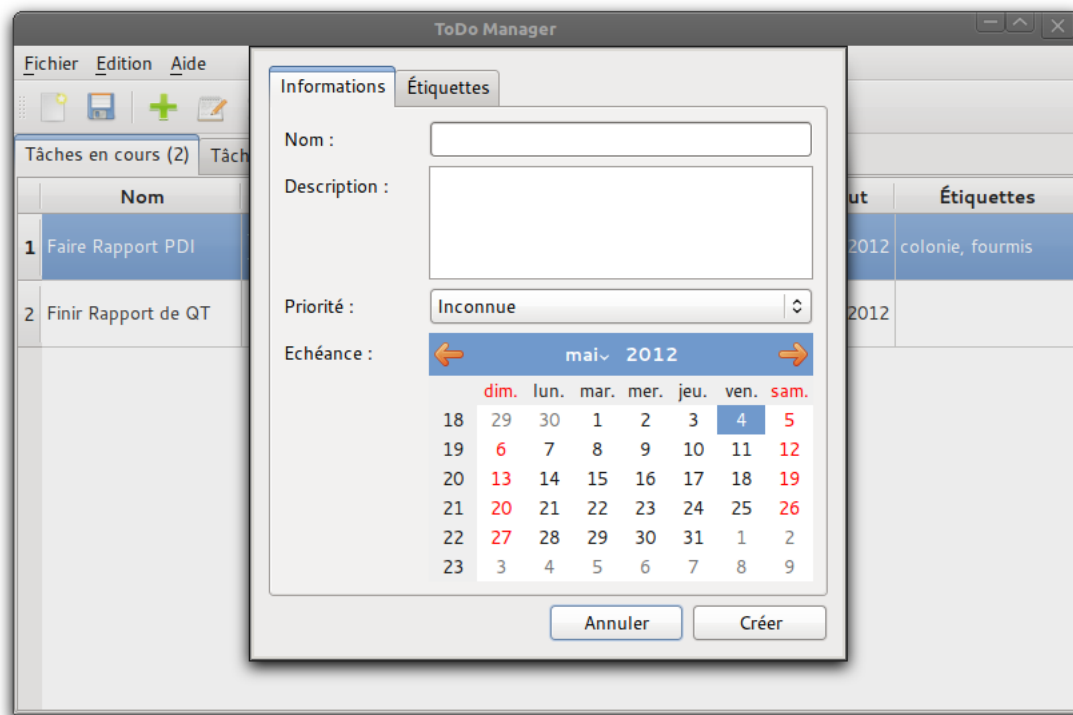 ToDo Manager
Fichier Edition Aide
Tâches en cours (2) Tâch
Nom ut Étiquettes
1 Faire Rapport PDI 2012 colonie, fourmis
2 Finir Rapport de QT 2012
Informations Étiquettes
Nom :
Description :
Priorité : Inconnue
Echéance : mai 2012
dim. lun. mar. mer. jeu. ven. sam.
18 29 30 1 2 3 4 5
19 6 7 8 9 10 11 12
20 13 14 15 16 17 18 19
21 20 21 22 23 24 25 26
22 27 28 29 30 31 1 2
23 3 4 5 6 7 8 9
Annuler Créer